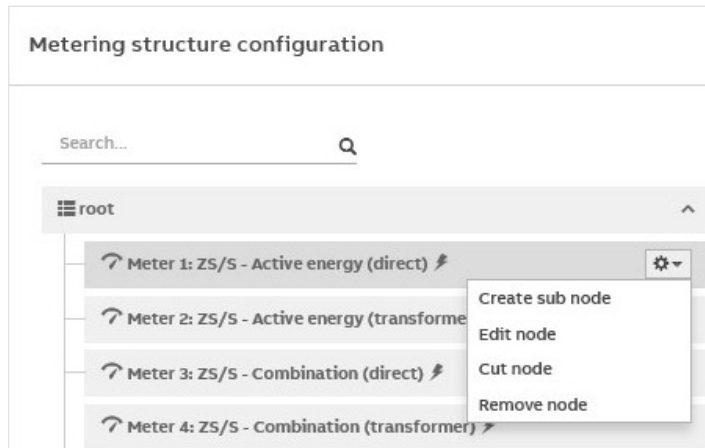 Metering structure configuration
Search...
root
Meter 1: ZS/S - Active energy (direct)
Create sub node
Meter 2: ZS/S - Active energy (transforme
Edit node
Cut node
Meter 3: ZS/S - Combination (direct)
Remove node
Meter 4: ZS/S - Combination (transformer)